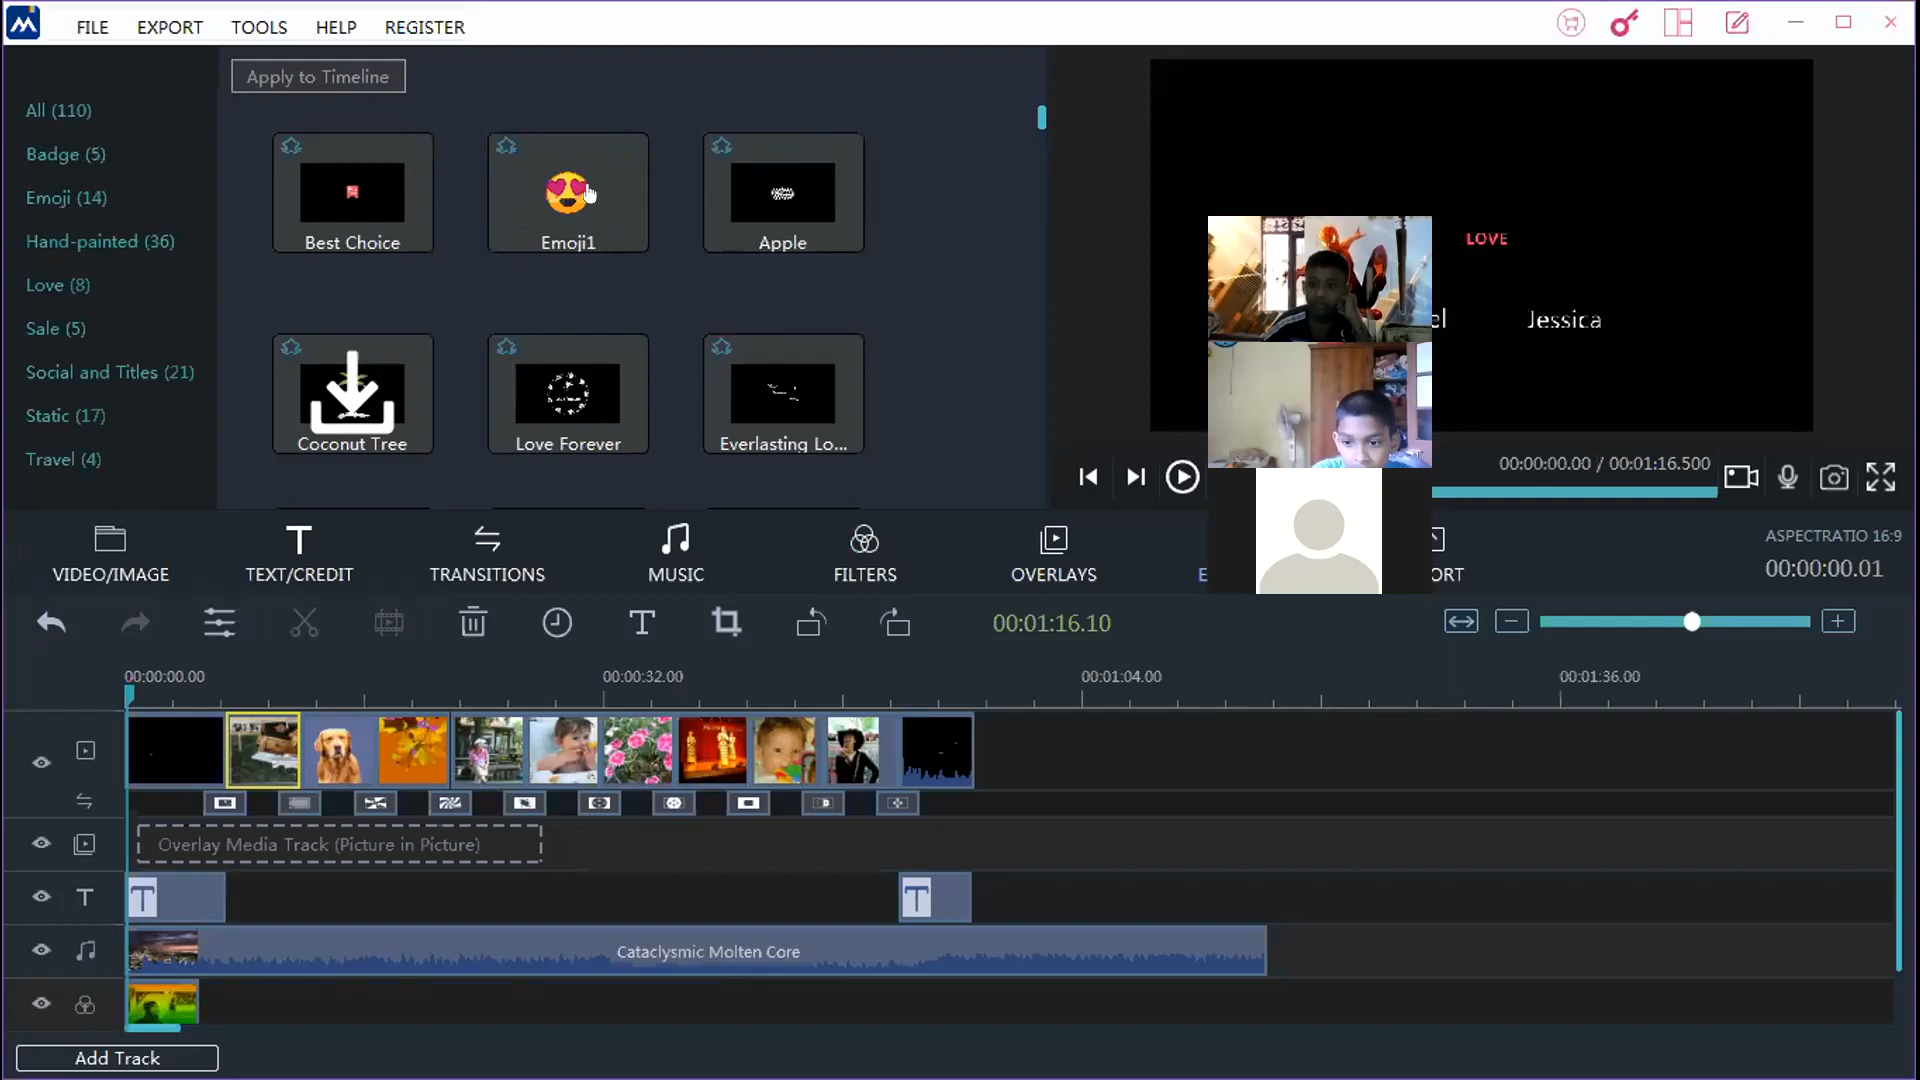 FILE EXPORT TOOLS HELP REGISTER
Apply to Timeline
All (110)
Badge (5)
Emoji (14)
Hand-painted (36)
Love (8)
Sale (5)
Social and Titles (21)
Static (17)
Travel (4)
Best Choice
Emoji1
Apple
Coconut Tree
Love Forever
Everlasting Lo...
LOVE
el Jessica
00:00:00.00 / 00:01:16.500
VIDEO/IMAGE
TEXT/CREDIT
TRANSITIONS
MUSIC
FILTERS
OVERLAYS
E
ORT
ASPECTRATIO 16:9
00:00:00.01
00:01:16.10
00:00:00.00 00:00:32.00 00:01:04.00 00:01:36.00
Overlay Media Track (Picture in Picture)
T T T
Cataclysmic Molten Core
Add Track